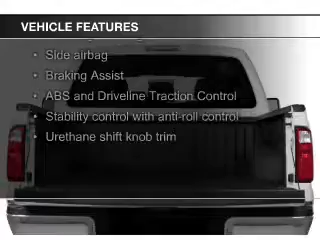 VEHICLE FEATURES
• Side airbag
• Braking Assist
• ABS and Driveline Traction Control
• Stability control with anti-roll control
• Urethane shift knob trim